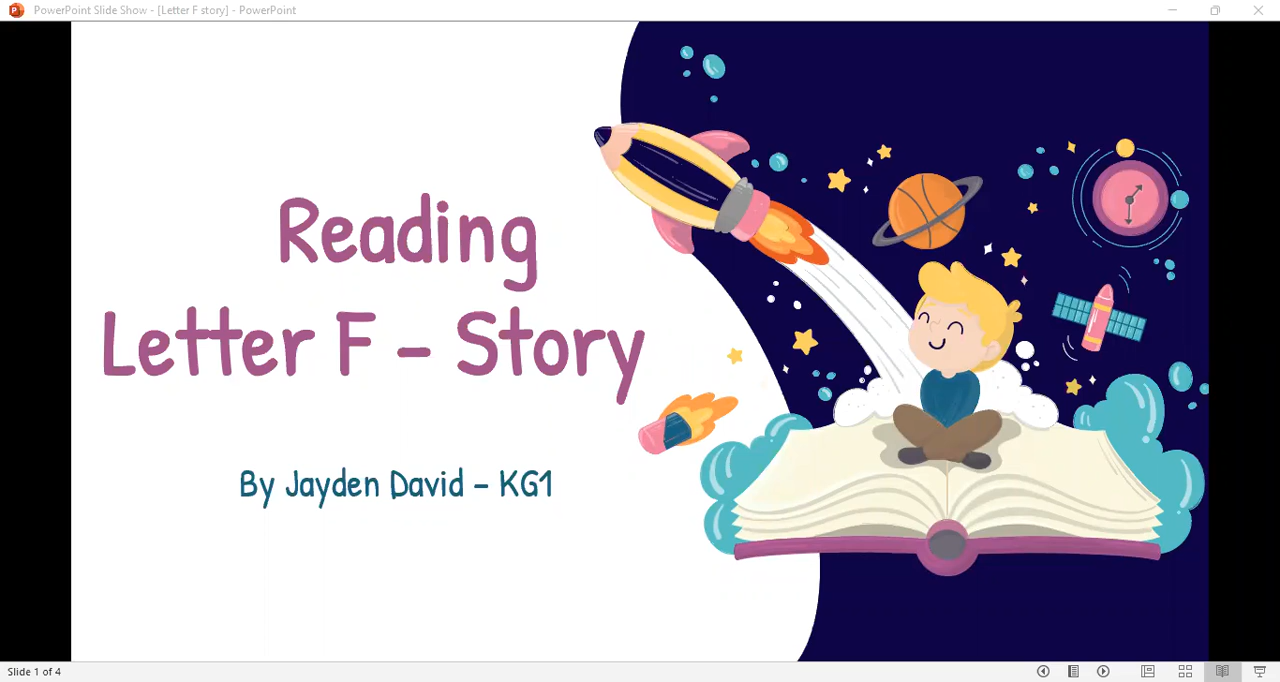 PowerPoint Slide Show - [Letter F story] - PowerPoint
Reading
Letter F – Story
By Jayden David – KG1
Slide 1 of 4